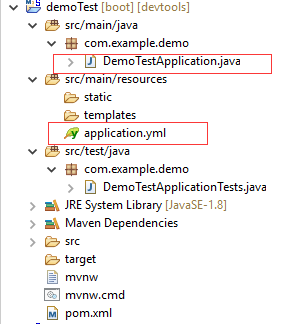 demoTest [boot] [devtools]
src/main/java
com.example.demo
DemoTestApplication.java
src/main/resources
static
templates
application.yml
src/test/java
com.example.demo
DemoTestApplicationTests.java
JRE System Library [JavaSE-1.8]
Maven Dependencies
src
target
mvnw
mvnw.cmd
pom.xml